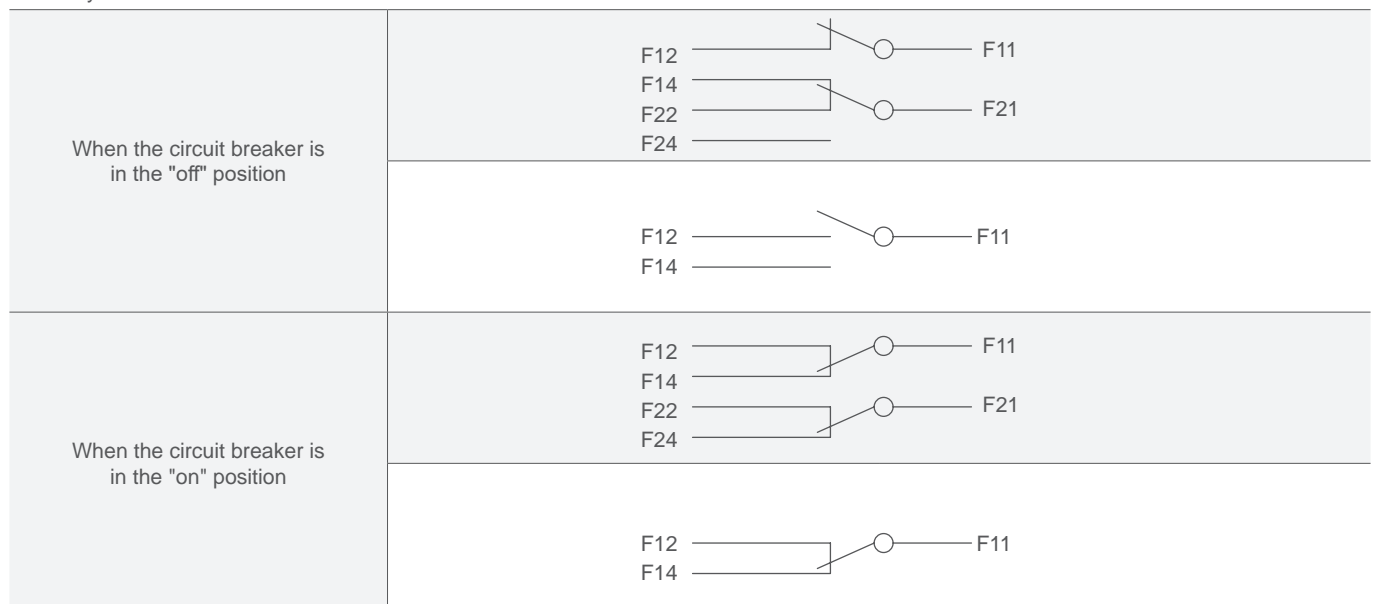 F12
F11
F14
F22
F21
F24
When the circuit breaker is
in the "off" position
F12
F11
F14
F12
F11
F14
F22
F21
F24
When the circuit breaker is
in the "on" position
F12
F11
F14